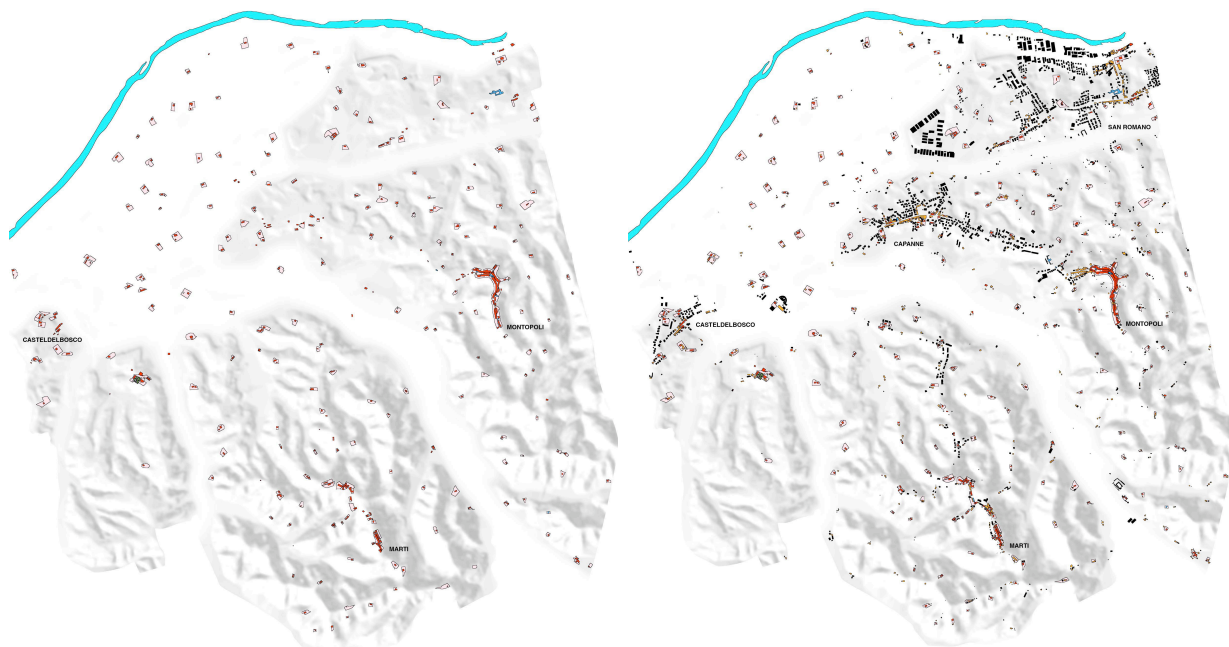 MONTOPOLI
CASTELDELBOSCO
MARTI
SAN ROMANO
CAPANNE
CASTELDELBOSCO
MONTOPOLI
MARTI